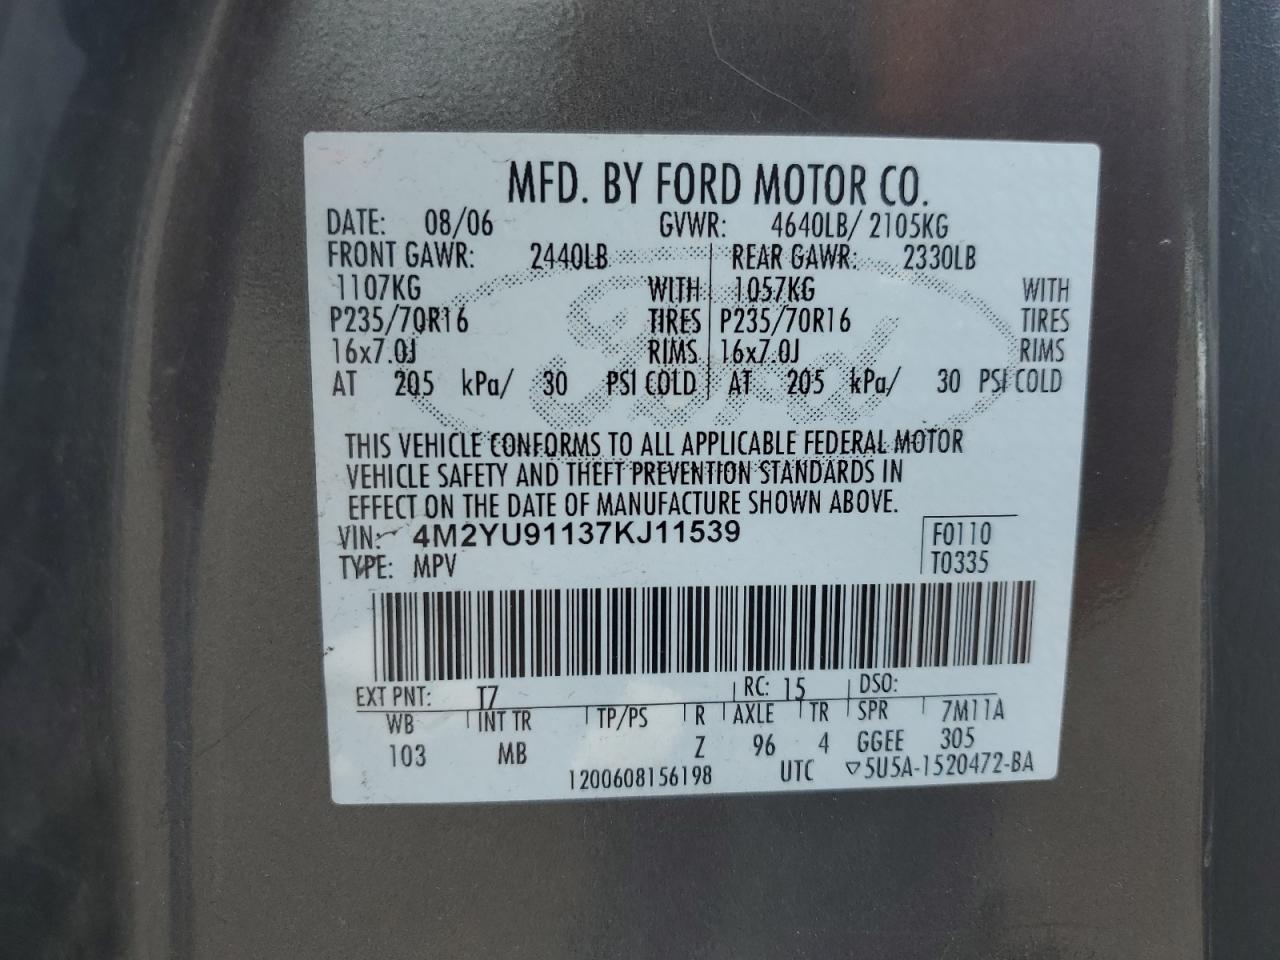 MFD. BY FORD MOTOR CO.
DATE: 08/06 GVWR: 4640LB/ 2105KG
FRONT GAWR: 2440LB REAR GAWR: 2330LB
1107KG WITH 1057KG WITH
P235/70R16 TIRES P235/70R16 TIRES
16x7.0J RIMS 16x7.0J RIMS
AT 205 kPa/ 30 PSI COLD AT 205 kPa/ 30 PSI COLD
Ford
THIS VEHICLE CONFORMS TO ALL APPLICABLE FEDERAL MOTOR
VEHICLE SAFETY AND THEFT PREVENTION STANDARDS IN
EFFECT ON THE DATE OF MANUFACTURE SHOWN ABOVE.
VIN: 4M2YU91137KJ11539 F0110
TYPE: MPV T0335
EXT PNT: T7 RC: 15 DSO:
WB INT TR TP/PS R AXLE TR SPR 7M11A
103 MB Z 96 4 GGEE 305
1200608156198 UTC ▽5U5A-1520472-BA